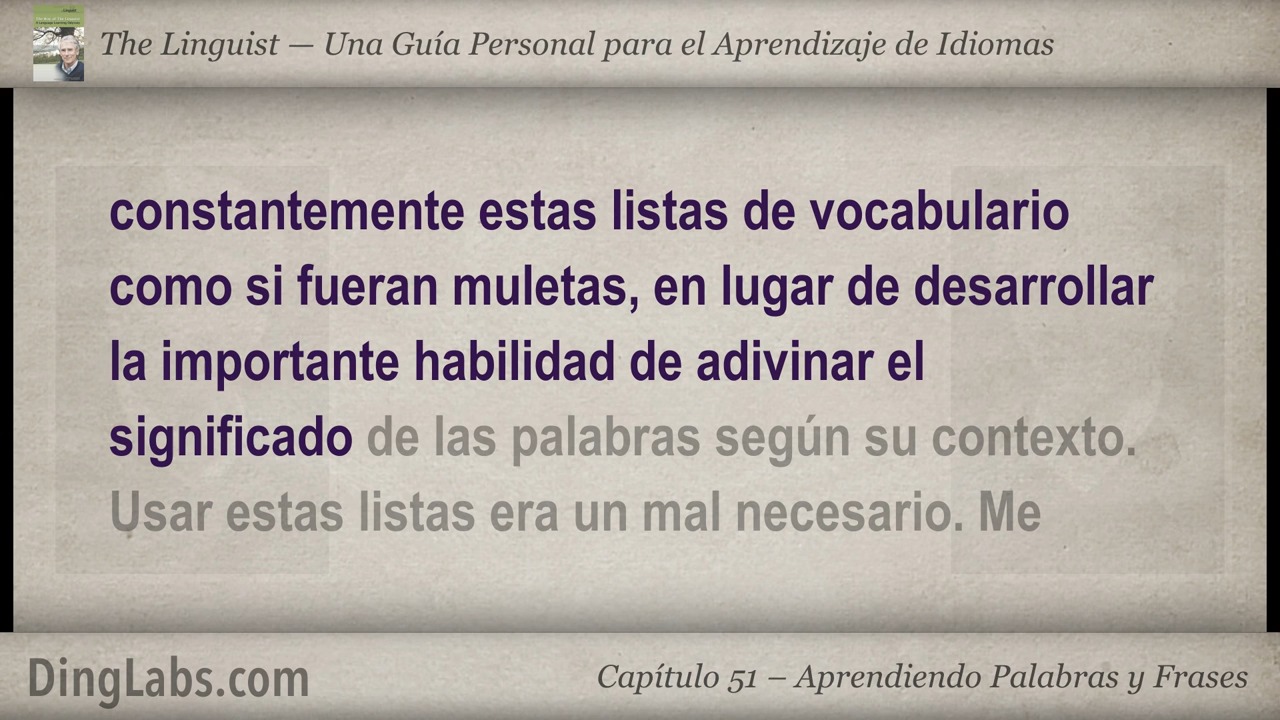 The Linguist — Una Guía Personal para el Aprendizaje de Idiomas
constantemente estas listas de vocabulario
como si fueran muletas, en lugar de desarrollar
la importante habilidad de adivinar el
significado de las palabras según su contexto.
Usar estas listas era un mal necesario. Me
DingLabs.com
Capítulo 51 – Aprendiendo Palabras y Frases